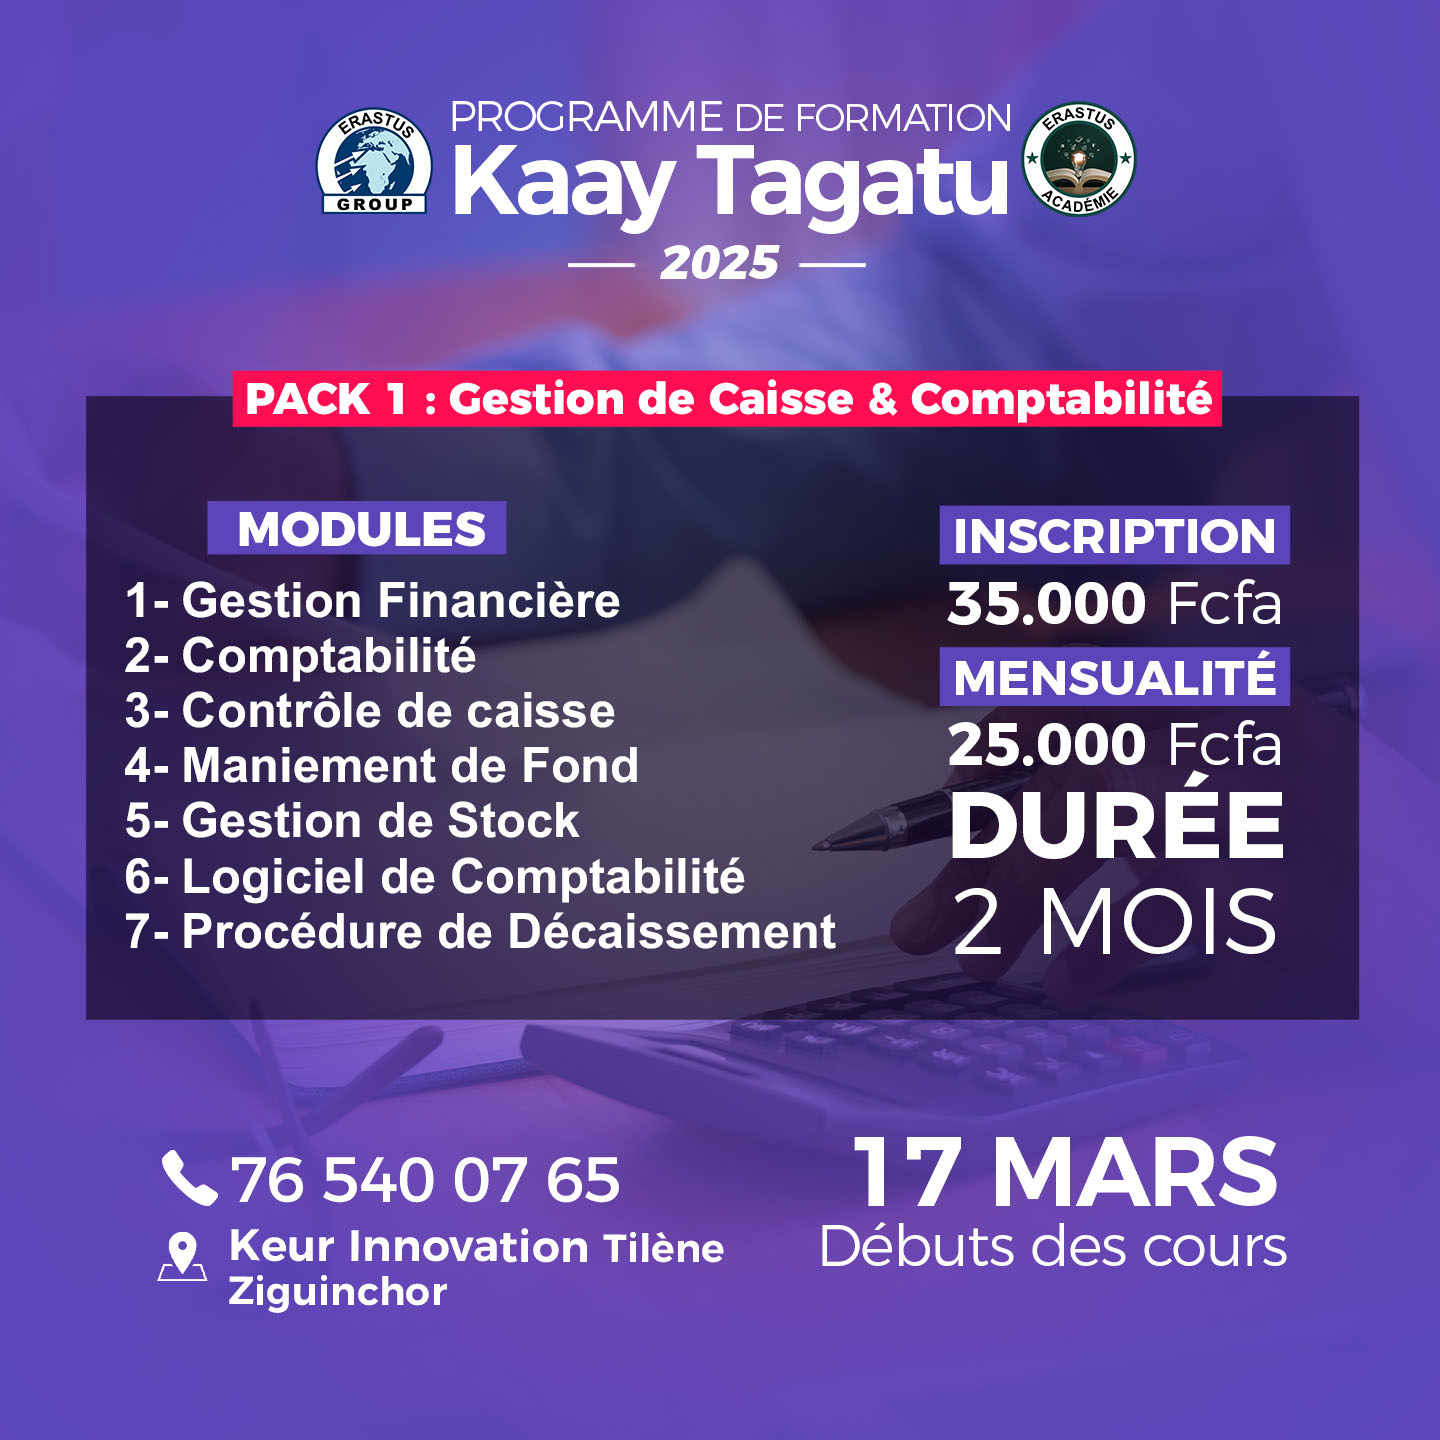 ERASTUS
GROUP
PROGRAMME DE FORMATION
Kaay Tagatu
2025
ERASTUS
ACADÉMIE
PACK 1 : Gestion de Caisse & Comptabilité
MODULES
1- Gestion Financière
2- Comptabilité
3- Contrôle de caisse
4- Maniement de Fond
5- Gestion de Stock
6- Logiciel de Comptabilité
7- Procédure de Décaissement
INSCRIPTION
35.000 Fcfa
MENSUALITÉ
25.000 Fcfa
DURÉE
2 MOIS
76 540 07 65
Keur Innovation Tilène
Ziguinchor
17 MARS
Débuts des cours